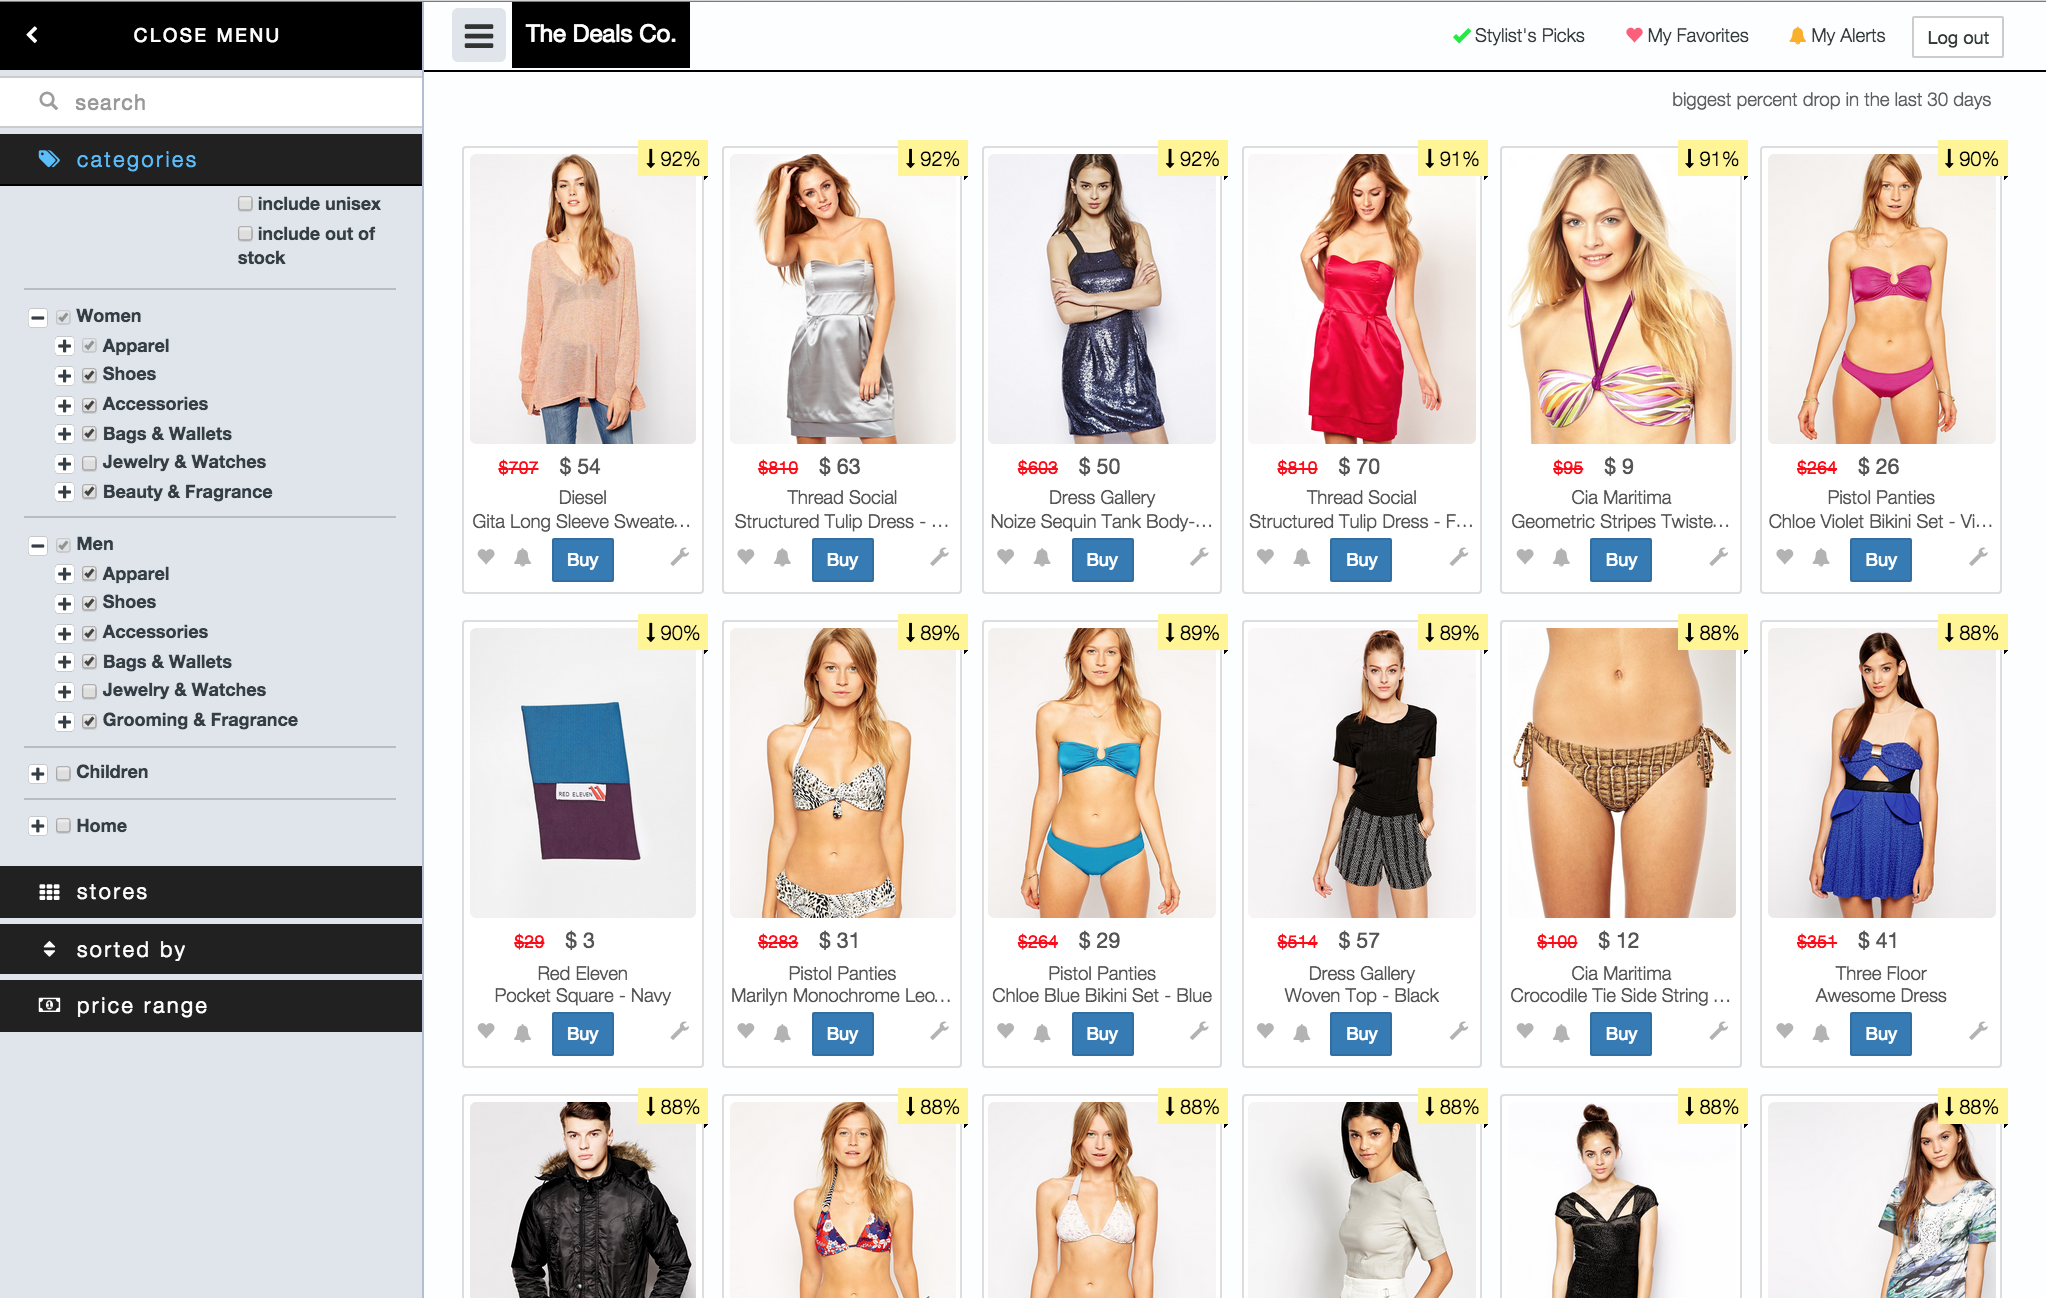 CLOSE MENU
The Deals Co.
Stylist's Picks
My Favorites
My Alerts
Log out
search
categories
include unisex
include out of
stock
Women
Apparel
Shoes
Accessories
Bags & Wallets
Jewelry & Watches
Beauty & Fragrance
Men
Apparel
Shoes
Accessories
Bags & Wallets
Jewelry & Watches
Grooming & Fragrance
Children
Home
stores
sorted by
price range
biggest percent drop in the last 30 days
92%
$707 $ 54
Diesel
Gita Long Sleeve Sweate...
Buy
92%
$810 $ 63
Thread Social
Structured Tulip Dress - ...
Buy
92%
$603 $ 50
Dress Gallery
Noize Sequin Tank Body-...
Buy
91%
$810 $ 70
Thread Social
Structured Tulip Dress - F...
Buy
91%
$95 $ 9
Cia Maritima
Geometric Stripes Twiste...
Buy
90%
$264 $ 26
Pistol Panties
Chloe Violet Bikini Set - Vi...
Buy
90%
RED ELEVEN
$29 $ 3
Red Eleven
Pocket Square - Navy
Buy
89%
$283 $ 31
Pistol Panties
Marilyn Monochrome Leo...
Buy
89%
$264 $ 29
Pistol Panties
Chloe Blue Bikini Set - Blue
Buy
89%
$514 $ 57
Dress Gallery
Woven Top - Black
Buy
88%
$100 $ 12
Cia Maritima
Crocodile Tie Side String ...
Buy
88%
$351 $ 41
Three Floor
Awesome Dress
Buy
88%
88%
88%
88%
88%
88%